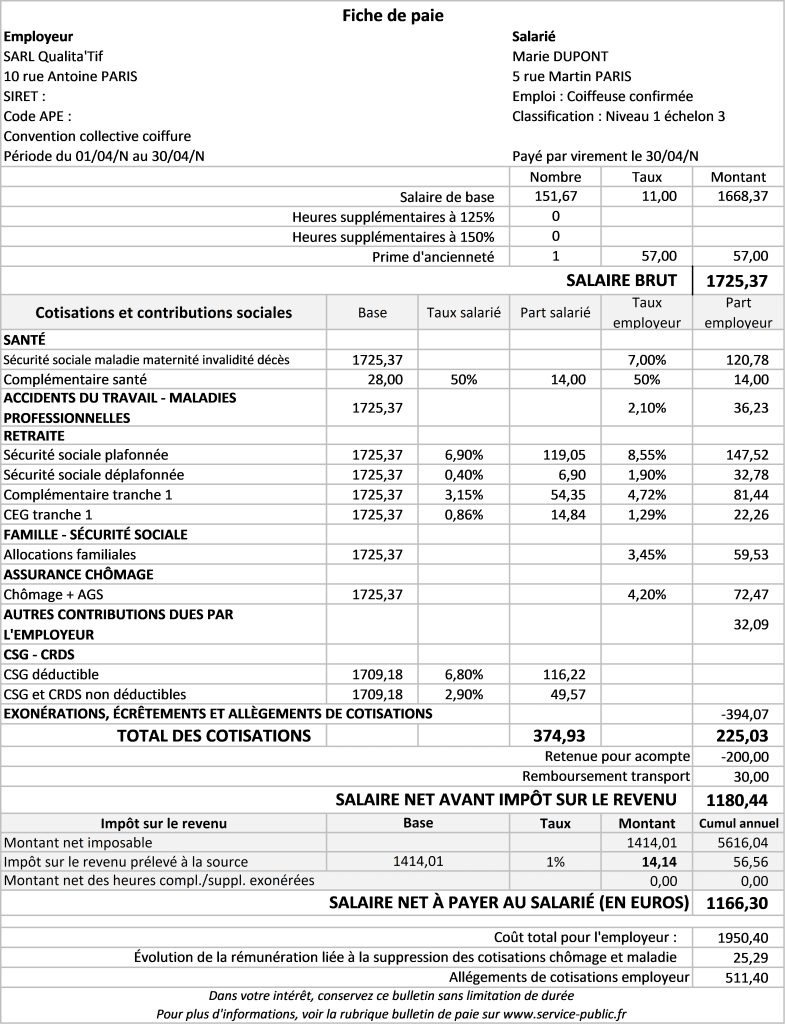 Fiche de paie
Employeur Salarié
SARL Qualita'Tif Marie DUPONT
10 rue Antoine PARIS 5 rue Martin PARIS
SIRET : Emploi : Coiffeuse confirmée
Code APE : Classification : Niveau 1 échelon 3
Convention collective coiffure
Période du 01/04/N au 30/04/N Payé par virement le 30/04/N
Nombre Taux Montant
Salaire de base 151,67 11,00 1668,37
Heures supplémentaires à 125% 0
Heures supplémentaires à 150% 0
Prime d'ancienneté 1 57,00 57,00
SALAIRE BRUT 1725,37
Cotisations et contributions sociales Base Taux salarié Part salarié Taux employeur Part employeur
SANTÉ
Sécurité sociale maladie maternité invalidité décès 1725,37 7,00% 120,78
Complémentaire santé 28,00 50% 14,00 50% 14,00
ACCIDENTS DU TRAVAIL - MALADIES
PROFESSIONNELLES 1725,37 2,10% 36,23
RETRAITE
Sécurité sociale plafonnée 1725,37 6,90% 119,05 8,55% 147,52
Sécurité sociale déplafonnée 1725,37 0,40% 6,90 1,90% 32,78
Complémentaire tranche 1 1725,37 3,15% 54,35 4,72% 81,44
CEG tranche 1 1725,37 0,86% 14,84 1,29% 22,26
FAMILLE - SÉCURITÉ SOCIALE
Allocations familiales 1725,37 3,45% 59,53
ASSURANCE CHÔMAGE
Chômage + AGS 1725,37 4,20% 72,47
AUTRES CONTRIBUTIONS DUES PAR
L'EMPLOYEUR 32,09
CSG - CRDS
CSG déductible 1709,18 6,80% 116,22
CSG et CRDS non déductibles 1709,18 2,90% 49,57
EXONÉRATIONS, ÉCRÊTEMENTS ET ALLÈGEMENTS DE COTISATIONS -394,07
TOTAL DES COTISATIONS 374,93 225,03
Retenue pour acompte -200,00
Remboursement transport 30,00
SALAIRE NET AVANT IMPÔT SUR LE REVENU 1180,44
Impôt sur le revenu Base Taux Montant Cumul annuel
Montant net imposable 1414,01 5616,04
Impôt sur le revenu prélevé à la source 1414,01 1% 14,14 56,56
Montant net des heures compl./suppl. exonérées 0,00 0,00
SALAIRE NET À PAYER AU SALARIÉ (EN EUROS) 1166,30
Coût total pour l'employeur : 1950,40
Évolution de la rémunération liée à la suppression des cotisations chômage et maladie 25,29
Allégements de cotisations employeur 511,40
Dans votre intérêt, conservez ce bulletin sans limitation de durée
Pour plus d'informations, voir la rubrique bulletin de paie sur www.service-public.fr